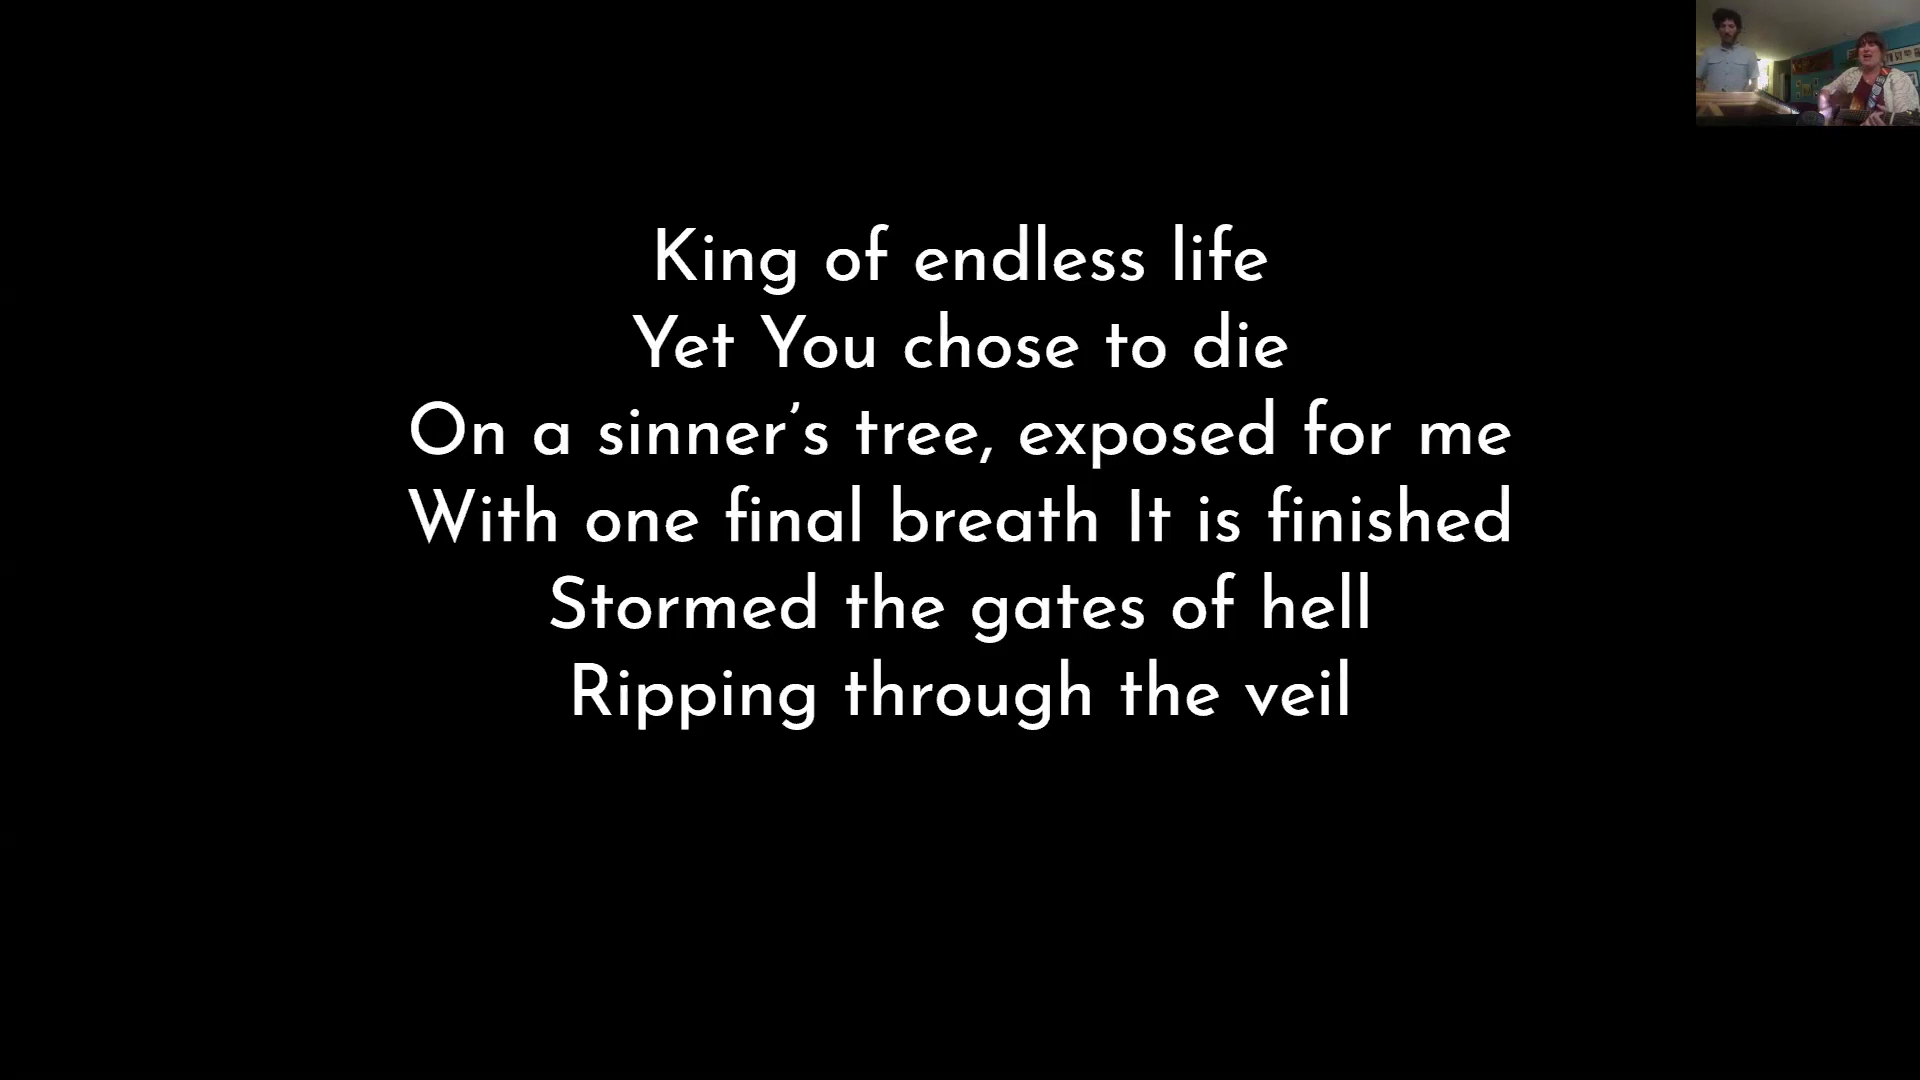 King of endless life
Yet You chose to die
On a sinner’s tree, exposed for me
With one final breath It is finished
Stormed the gates of hell
Ripping through the veil